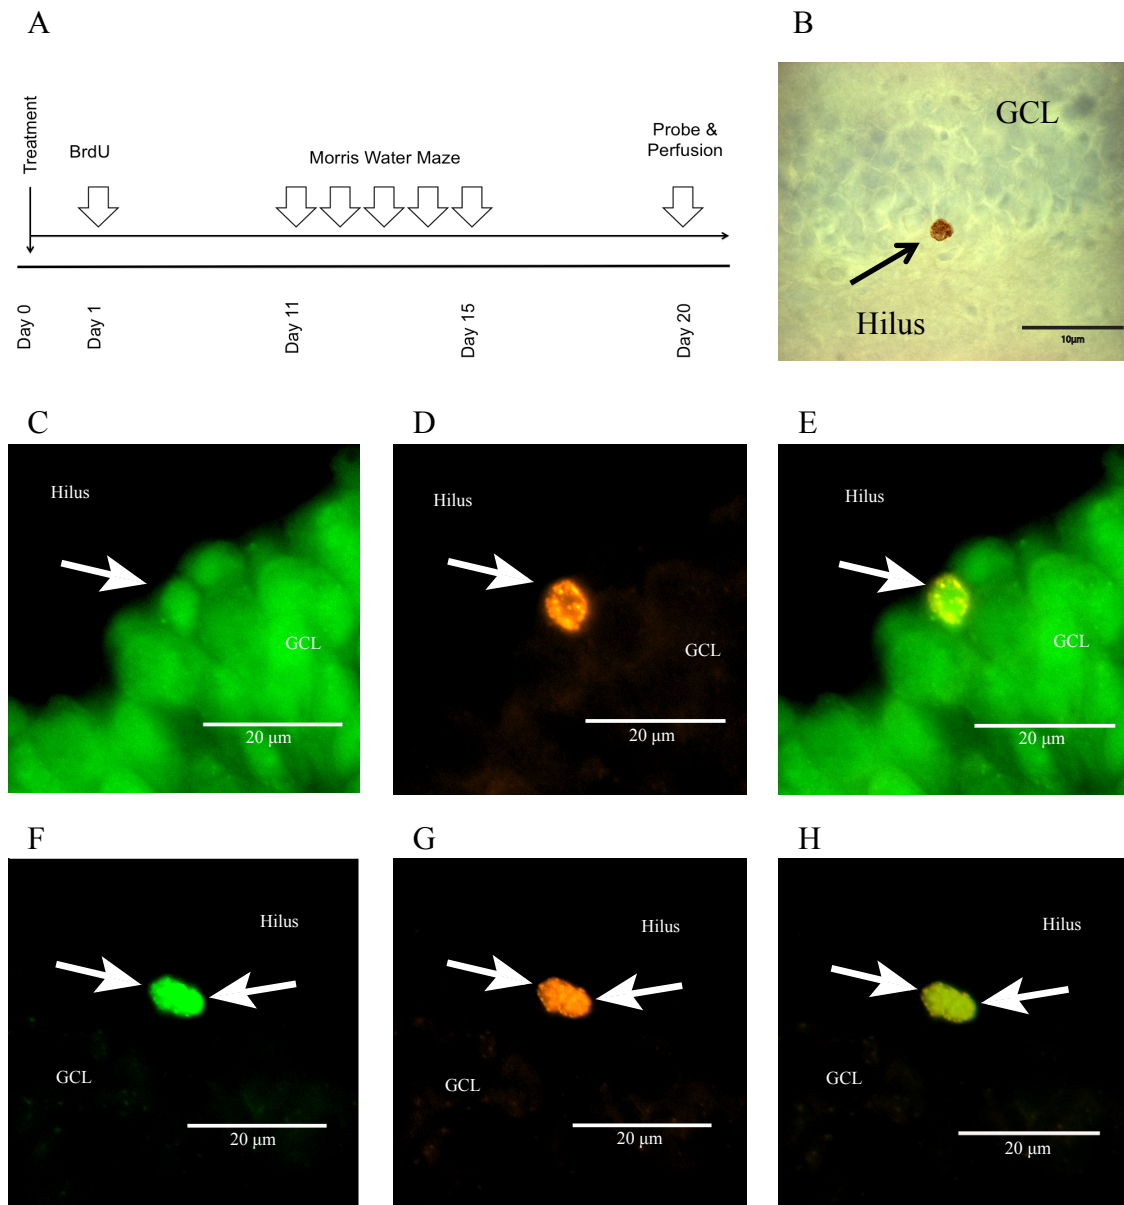 A
B
Treatment
BrdU
Morris Water Maze
Probe &
Perfusion
Day 0
Day 1
Day 11
Day 15
Day 20
GCL
Hilus
10µm
C
D
E
Hilus
GCL
20 µm
Hilus
GCL
20 µm
Hilus
GCL
20 µm
F
G
H
Hilus
GCL
20 µm
Hilus
GCL
20 µm
Hilus
GCL
20 µm